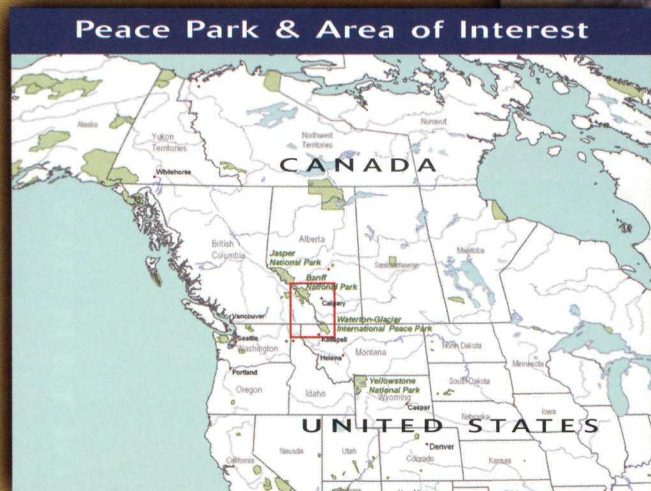 Peace Park & Area of Interest
Alaska
Yukon
Territories
Northwest
Territories
Nunavut
CANADA
Whitehorse
British
Columbia
Alberta
Jasper
National Park
Banff
National Park
Saskatchewan
Manitoba
Calgary
Vancouver
Waterton-Glacier
International Peace Park
Seattle
Washington
Kalispell
Helena
Montana
North Dakota
Minnesota
Portland
Oregon
Idaho
Yellowstone
National Park
Wyoming
South Dakota
Casper
Nebraska
Iowa
UNITED STATES
California
Nevada
Utah
Denver
Colorado
Kansas